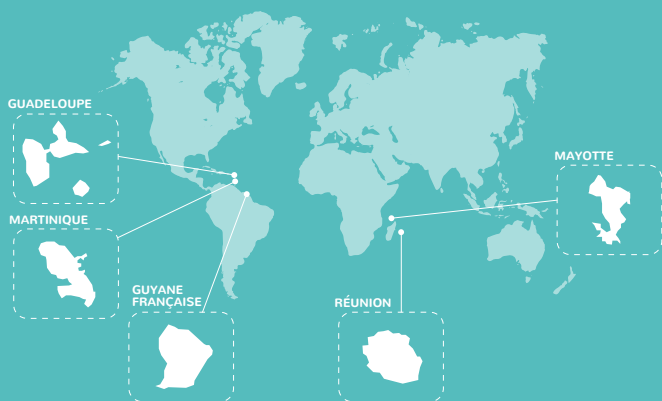 GUADELOUPE
MAYOTTE
MARTINIQUE
GUYANE
FRANÇAISE
RÉUNION